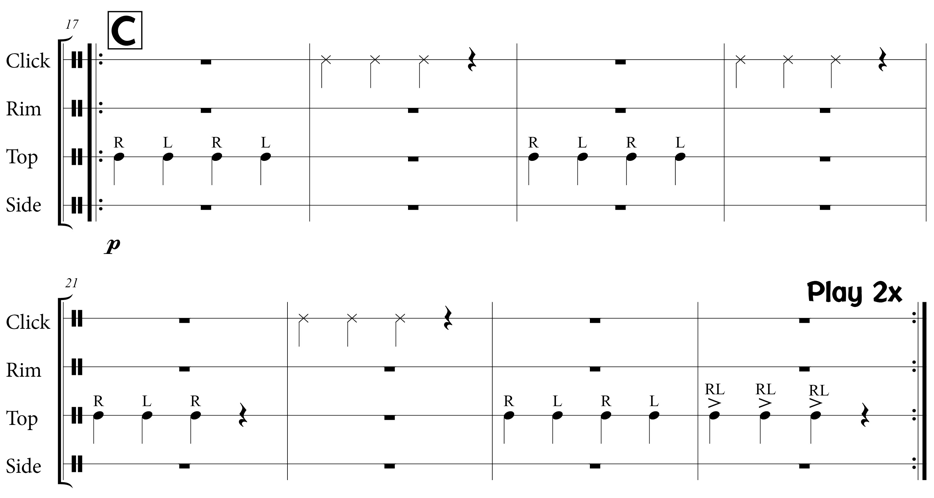 17
C
Click
Rim
R L R L R L R L
Top
Side
p
21
Play 2x
Click
Rim
R L R R L R L RL RL RL
Top
Side